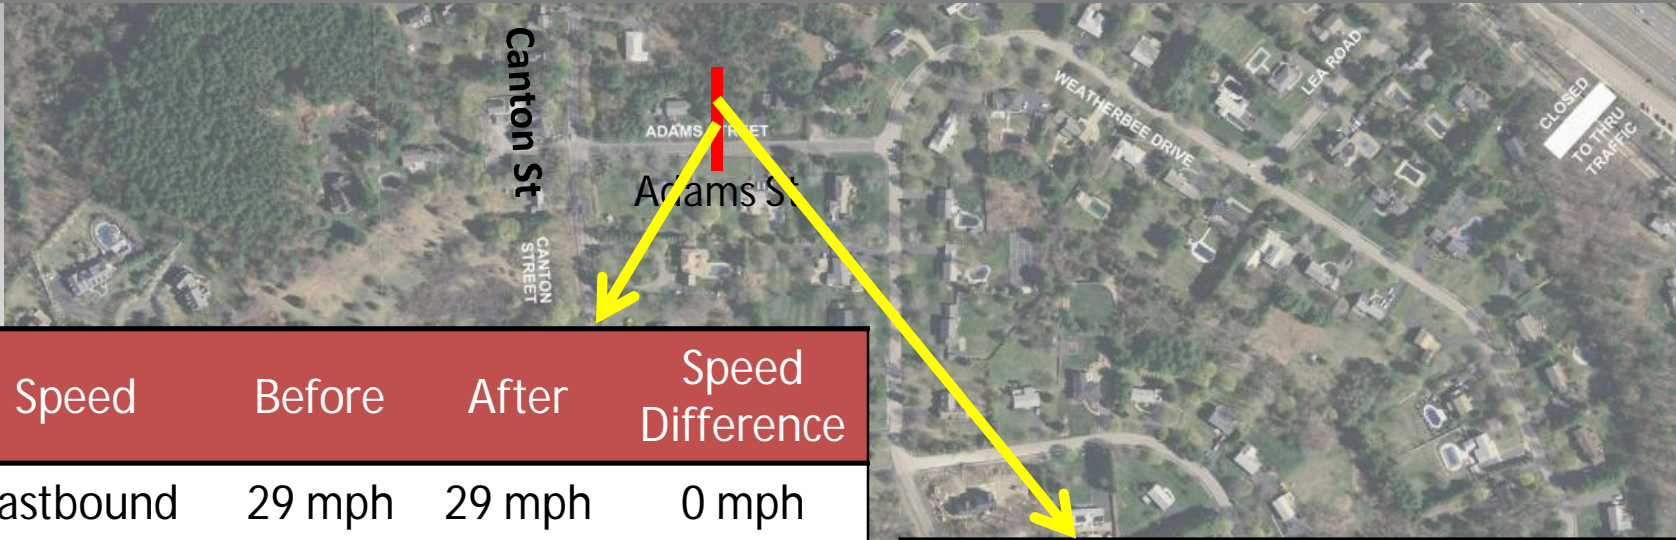 Canton St
ADAMS STREET
Adams St
CANTON
STREET
WEATHERBEE DRIVE
LEA ROAD
CLOSED
TO THRU
TRAFFIC
Speed Before After Speed
Difference
astbound 29 mph 29 mph 0 mph